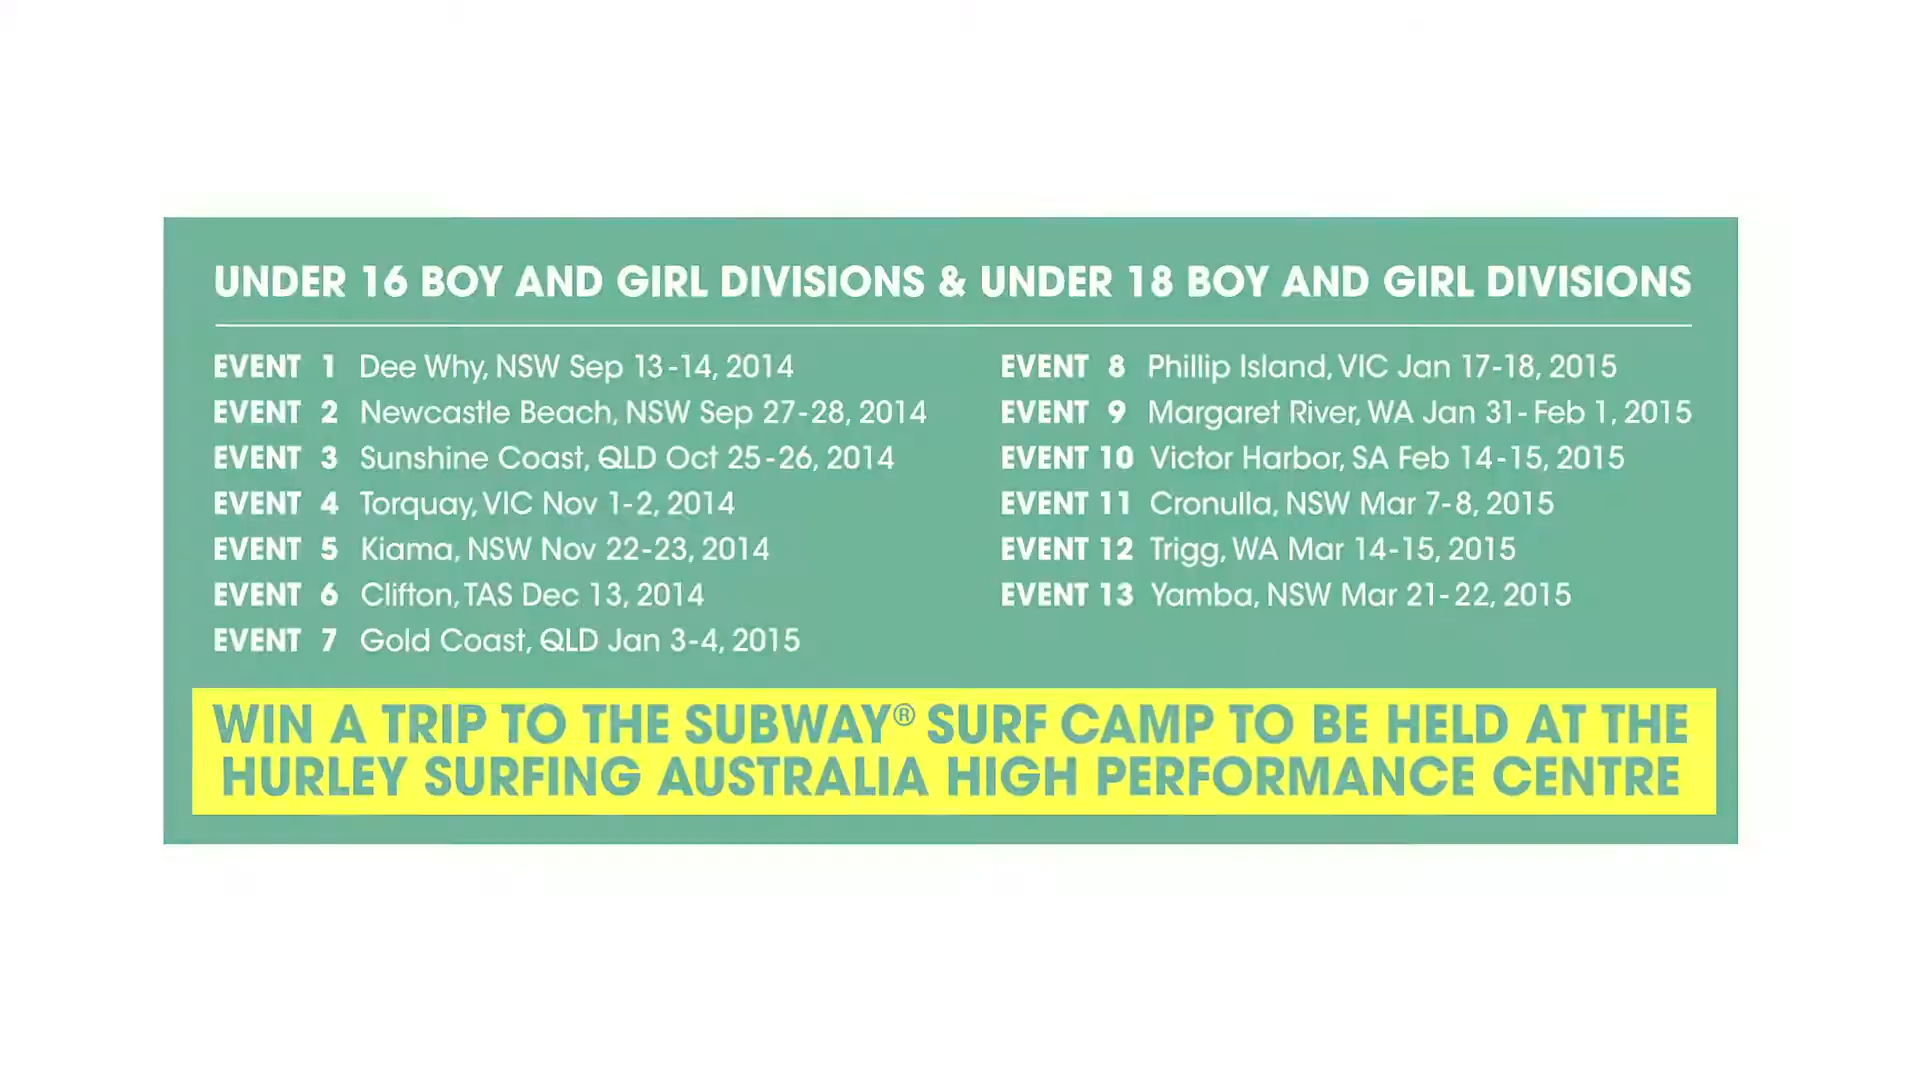 UNDER 16 BOY AND GIRL DIVISIONS & UNDER 18 BOY AND GIRL DIVISIONS
EVENT 1 Dee Why, NSW Sep 13-14, 2014
EVENT 2 Newcastle Beach, NSW Sep 27-28, 2014
EVENT 3 Sunshine Coast, QLD Oct 25-26, 2014
EVENT 4 Torquay, VIC Nov 1-2, 2014
EVENT 5 Kiama, NSW Nov 22-23, 2014
EVENT 6 Clifton, TAS Dec 13, 2014
EVENT 7 Gold Coast, QLD Jan 3-4, 2015
EVENT 8 Phillip Island, VIC Jan 17-18, 2015
EVENT 9 Margaret River, WA Jan 31-Feb 1, 2015
EVENT 10 Victor Harbor, SA Feb 14-15, 2015
EVENT 11 Cronulla, NSW Mar 7-8, 2015
EVENT 12 Trigg, WA Mar 14-15, 2015
EVENT 13 Yamba, NSW Mar 21-22, 2015
WIN A TRIP TO THE SUBWAY® SURF CAMP TO BE HELD AT THE
HURLEY SURFING AUSTRALIA HIGH PERFORMANCE CENTRE